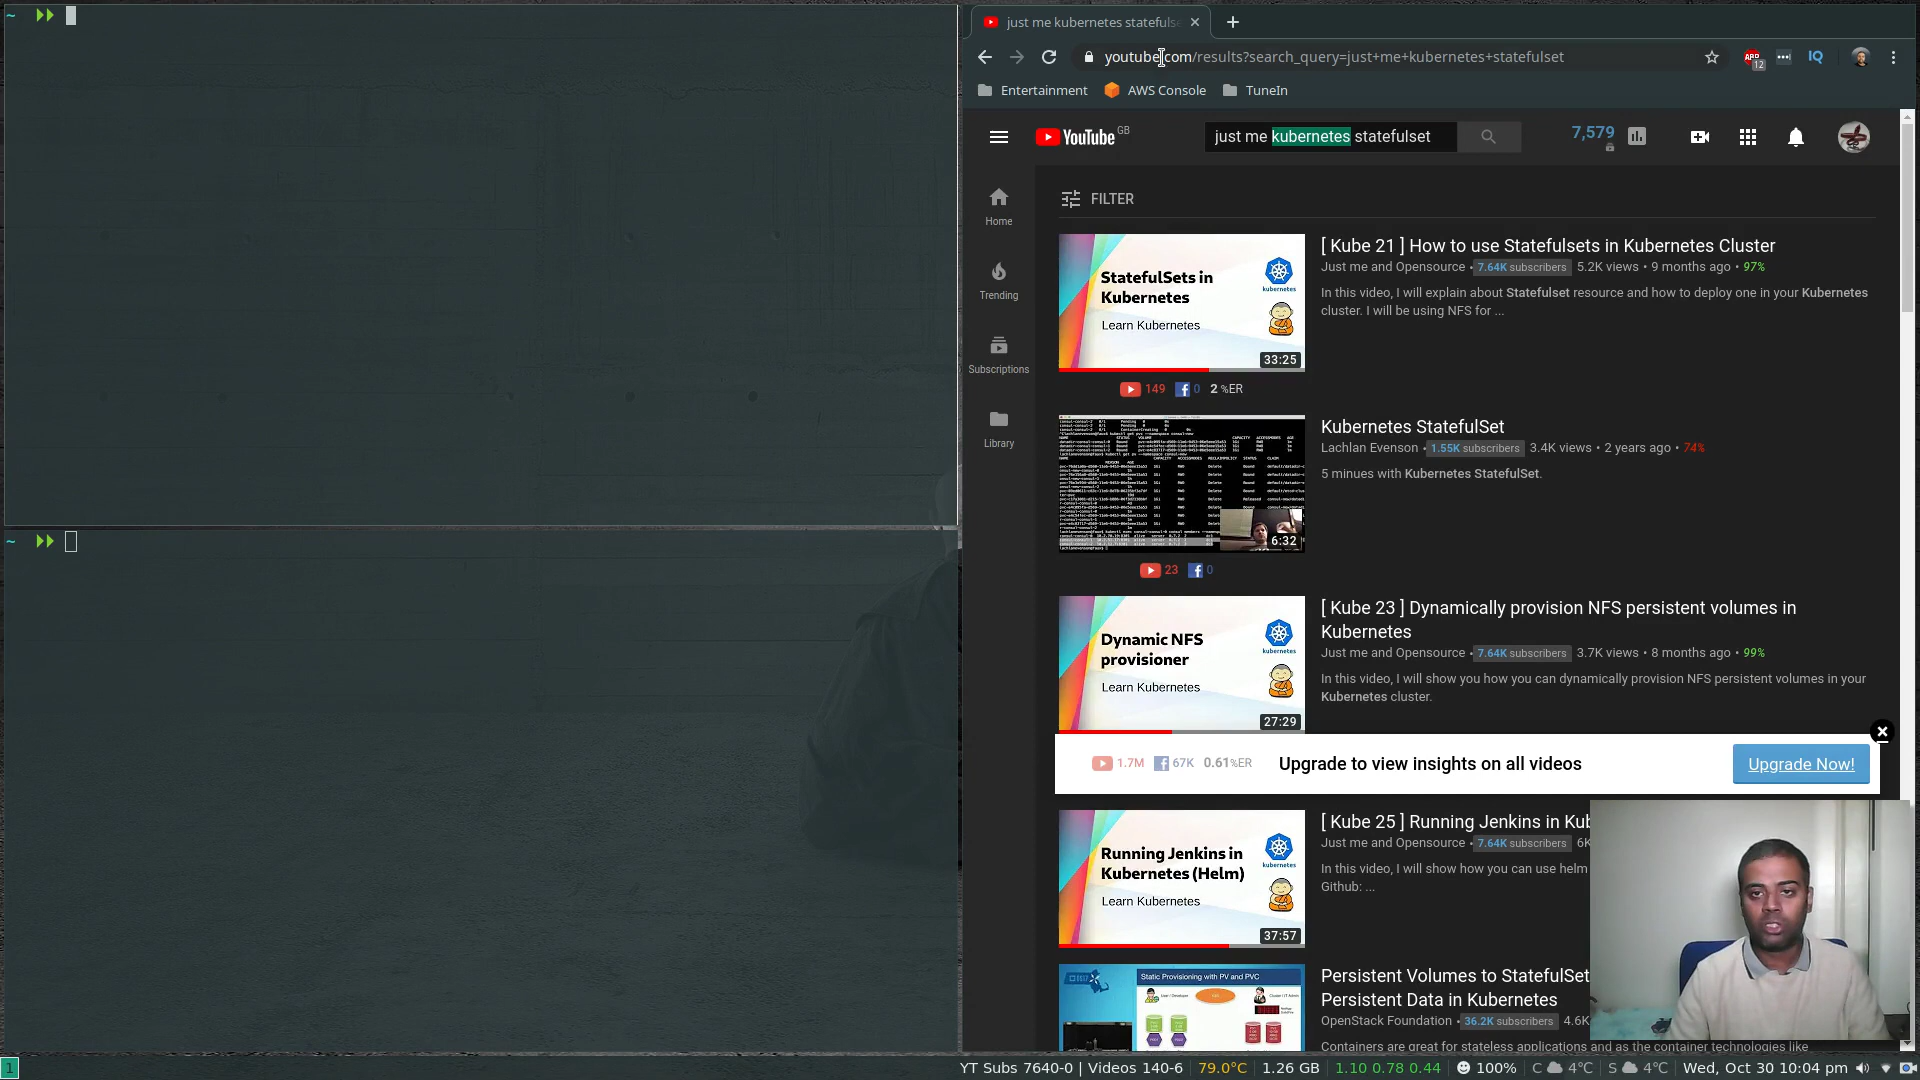 ~
just me kubernetes statefuls
youtube.com/results?search_query=just+me+kubernetes+statefulset
ABP
12
IQ
Entertainment
AWS Console
TuneIn
YouTube GB
just me kubernetes statefulset
7,579
Home
Trending
Subscriptions
Library
FILTER
StatefulSets in
Kubernetes
Learn Kubernetes
kubernetes
33:25
149 0 2 %ER
[ Kube 21 ] How to use Statefulsets in Kubernetes Cluster
Just me and Opensource • 7.64K subscribers 5.2K views • 9 months ago • 97%
In this video, I will explain about Statefulset resource and how to deploy one in your Kubernetes
cluster. I will be using NFS for ...
6:32
23 0
Kubernetes StatefulSet
Lachlan Evenson • 1.55K subscribers 3.4K views • 2 years ago • 74%
5 minues with Kubernetes StatefulSet.
~
Dynamic NFS
provisioner
Learn Kubernetes
kubernetes
27:29
[ Kube 23 ] Dynamically provision NFS persistent volumes in
Kubernetes
Just me and Opensource • 7.64K subscribers 3.7K views • 8 months ago • 99%
In this video, I will show you how you can dynamically provision NFS persistent volumes in your
Kubernetes cluster.
1.7M 67K 0.61%ER
Upgrade to view insights on all videos
Upgrade Now!
Running Jenkins in
Kubernetes (Helm)
Learn Kubernetes
kubernetes
37:57
[ Kube 25 ] Running Jenkins in Kub
Just me and Opensource • 7.64K subscribers 6K
In this video, I will show how you can use helm
Github: ...
Static Provisioning with PV and PVC
Persistent Volumes to StatefulSet
Persistent Data in Kubernetes
OpenStack Foundation • 36.2K subscribers 4.6K
Containers are great for stateless applications and as the container technologies like
1
YT Subs 7640-0 | Videos 140-6 | 79.0°C | 1.26 GB | 1.10 0.78 0.44 | 100% | C 4°C | S 4°C | Wed, Oct 30 10:04 pm